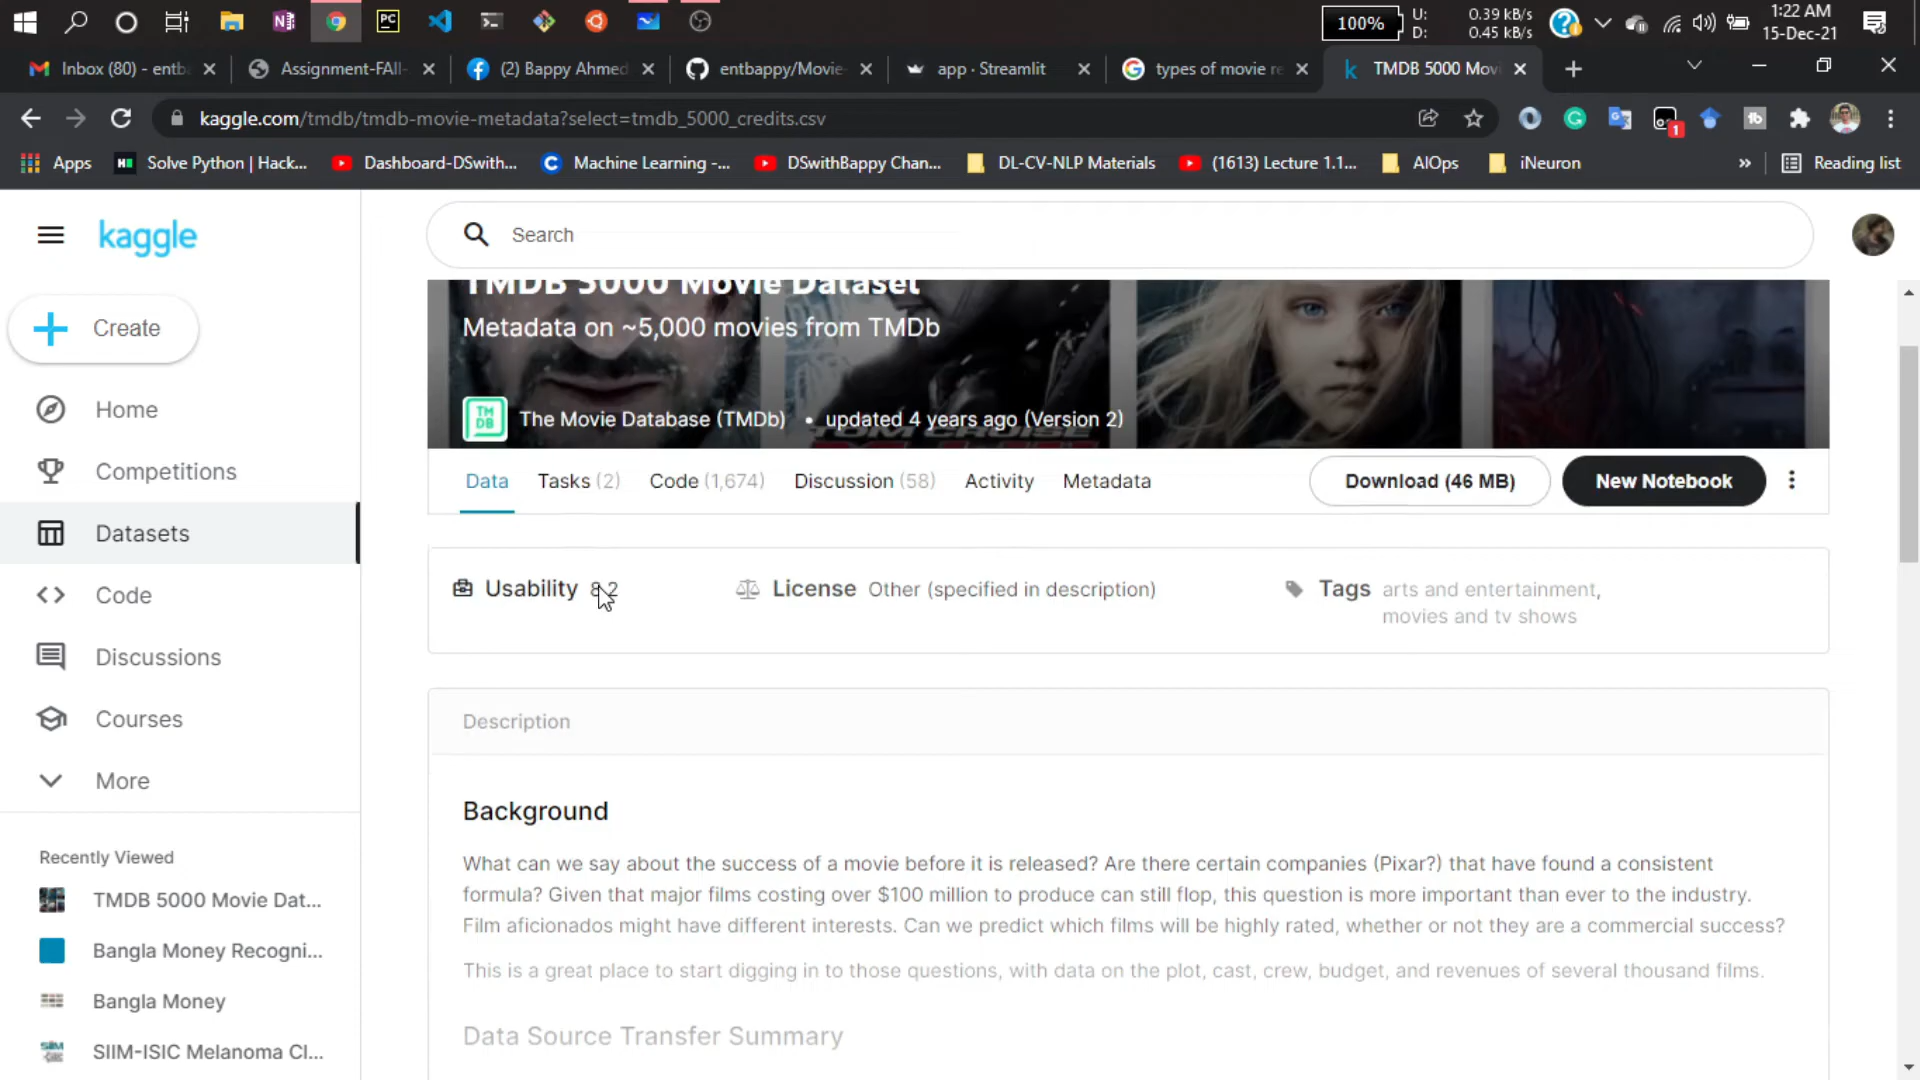 PC
100%
U: 0.39 kB/s
D: 0.45 kB/s
1:22 AM
15-Dec-21
Inbox (80) - entb
Assignment-FAll-
(2) Bappy Ahmed
entbappy/Movie-
app · Streamlit
types of movie re
TMDB 5000 Mov
kaggle.com/tmdb/tmdb-movie-metadata?select=tmdb_5000_credits.csv
1
Apps
Solve Python | Hack...
Dashboard-DSwith...
Machine Learning -...
DSwithBappy Chan...
DL-CV-NLP Materials
(1613) Lecture 1.1...
AIOps
iNeuron
»
Reading list
kaggle
Search
Create
Home
Competitions
Datasets
Code
Discussions
Courses
More
Recently Viewed
TMDB 5000 Movie Dat...
Bangla Money Recogni...
Bangla Money
SIIM-ISIC Melanoma Cl...
TMDB 5000 Movie Dataset
Metadata on ~5,000 movies from TMDb
The Movie Database (TMDb) • updated 4 years ago (Version 2)
Data
Tasks (2)
Code (1,674)
Discussion (58)
Activity
Metadata
Download (46 MB)
New Notebook
Usability 8.2
License Other (specified in description)
Tags arts and entertainment,
movies and tv shows
Description
Background
What can we say about the success of a movie before it is released? Are there certain companies (Pixar?) that have found a consistent
formula? Given that major films costing over $100 million to produce can still flop, this question is more important than ever to the industry.
Film aficionados might have different interests. Can we predict which films will be highly rated, whether or not they are a commercial success?
This is a great place to start digging in to those questions, with data on the plot, cast, crew, budget, and revenues of several thousand films.
Data Source Transfer Summary